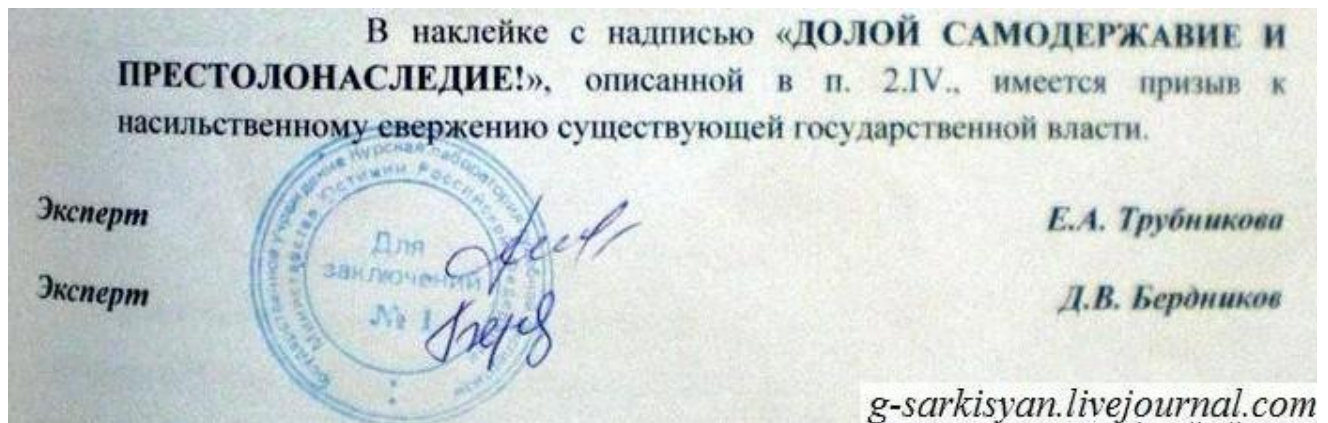 В наклейке с надписью «ДОЛОЙ САМОДЕРЖАВИЕ И
ПРЕСТОЛОНАСЛЕДИЕ!», описанной в п. 2.IV., имеется призыв к
насильственному свержению существующей государственной власти.
Эксперт
Е.А. Трубникова
Для
заключений
№ 1
Эксперт
Д.В. Бердников
g-sarkisyan.livejournal.com